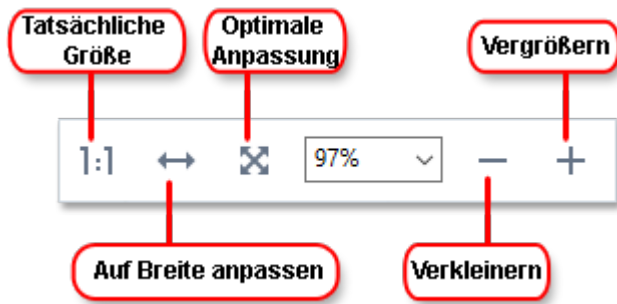 Tatsächliche
Größe
Optimale
Anpassung
Vergrößern
1:1
97%
Auf Breite anpassen
Verkleinern